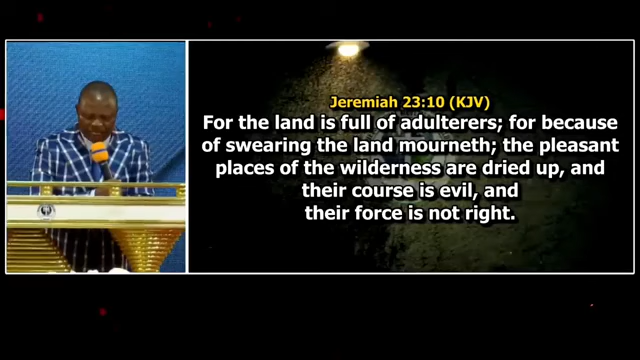 Jeremiah 23:10 (KJV)
For the land is full of adulterers; for because
of swearing the land mourneth; the pleasant
places of the wilderness are dried up, and
their course is evil, and
their force is not right.